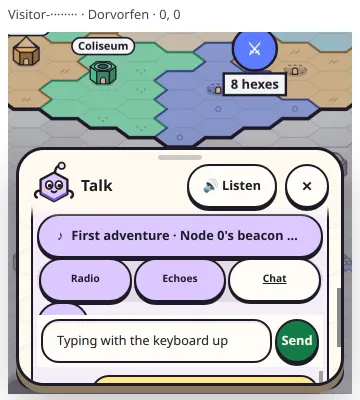 Visitor-········ · Dorvorfen · 0, 0
Coliseum
8 hexes
Talk
🔊 Listen
✕
♪ First adventure · Node 0's beacon ...
Radio
Echoes
Chat
Typing with the keyboard up
Send